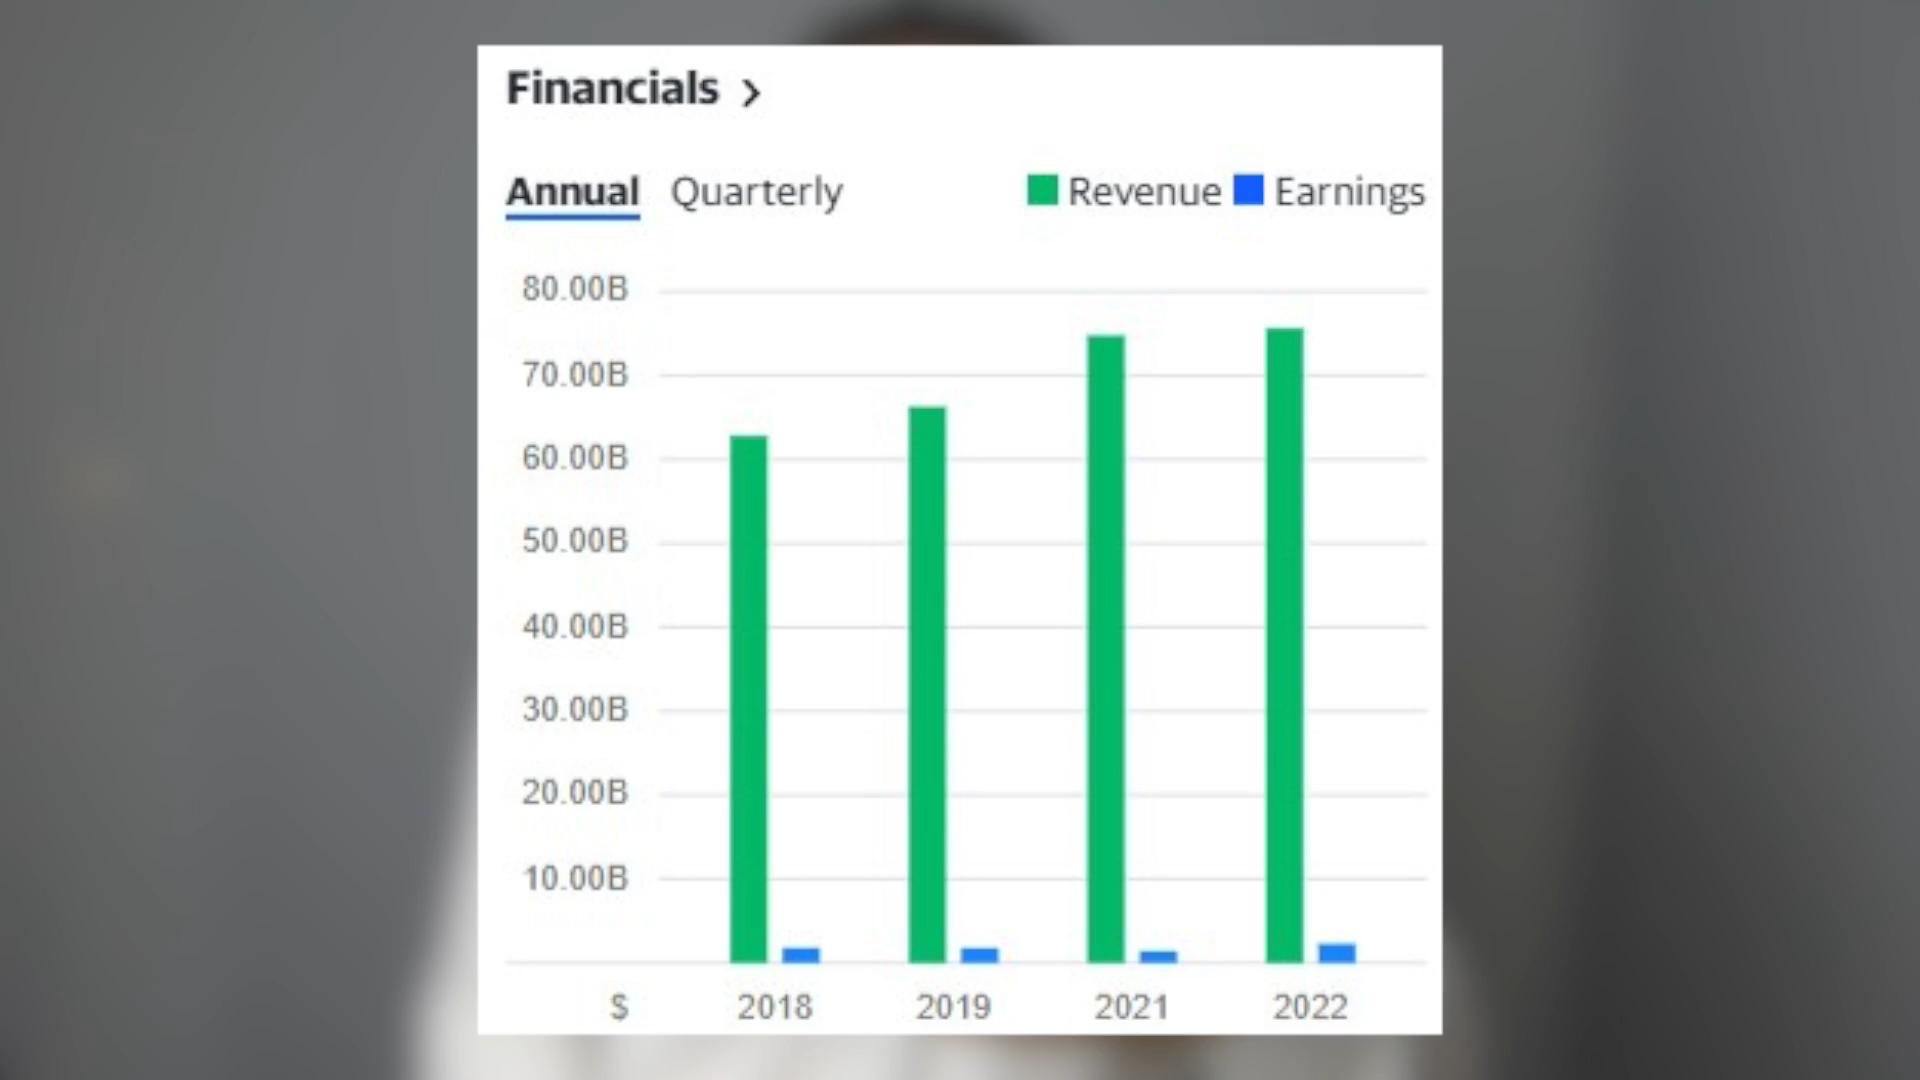 Financials >
Annual Quarterly Revenue Earnings
80.00B
70.00B
60.00B
50.00B
40.00B
30.00B
20.00B
10.00B
$ 2018 2019 2021 2022